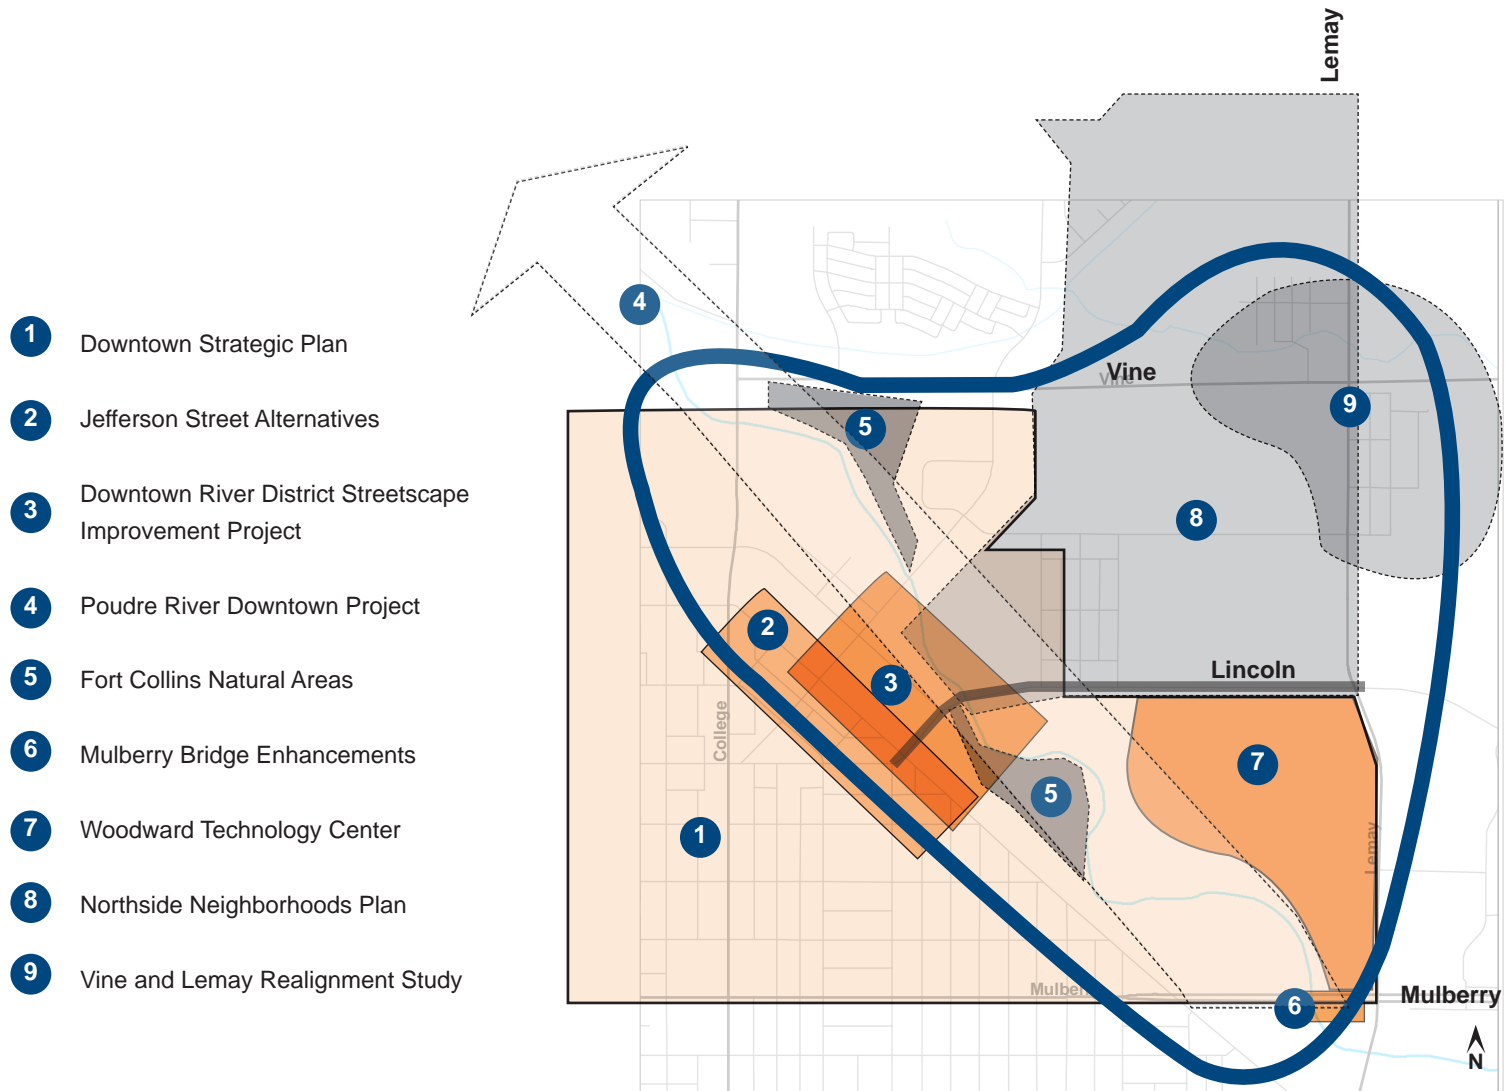 1 Downtown Strategic Plan
2 Jefferson Street Alternatives
3 Downtown River District Streetscape
Improvement Project
4 Poudre River Downtown Project
5 Fort Collins Natural Areas
6 Mulberry Bridge Enhancements
7 Woodward Technology Center
8 Northside Neighborhoods Plan
9 Vine and Lemay Realignment Study
Lemay
4
Vine
Vine
9
5
8
2
Lincoln
3
College
7
5
1
Lemay
Mulberry
Mulberry
6
N